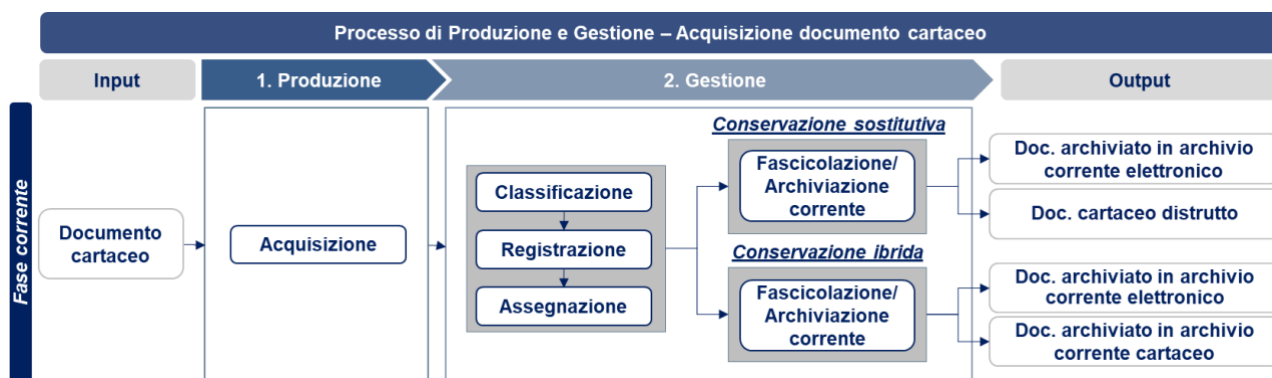 Processo di Produzione e Gestione – Acquisizione documento cartaceo
Input
1. Produzione
2. Gestione
Output
Fase corrente
Documento
cartaceo
Acquisizione
Classificazione
Registrazione
Assegnazione
Conservazione sostitutiva
Fascicolazione/
Archiviazione
corrente
Conservazione ibrida
Fascicolazione/
Archiviazione
corrente
Doc. archiviato in archivio
corrente elettronico
Doc. cartaceo distrutto
Doc. archiviato in archivio
corrente elettronico
Doc. archiviato in archivio
corrente cartaceo